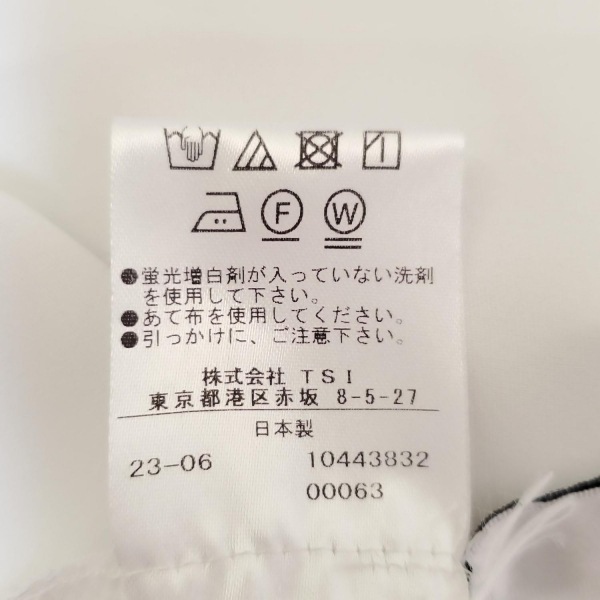 F W
●蛍光増白剤が入っていない洗剤
を使用して下さい。
●あて布を使用してください。
●引っかけに、ご注意下さい。
株式会社 TSI
東京都港区赤坂 8-5-27
日本製
23-06 10443832
00063